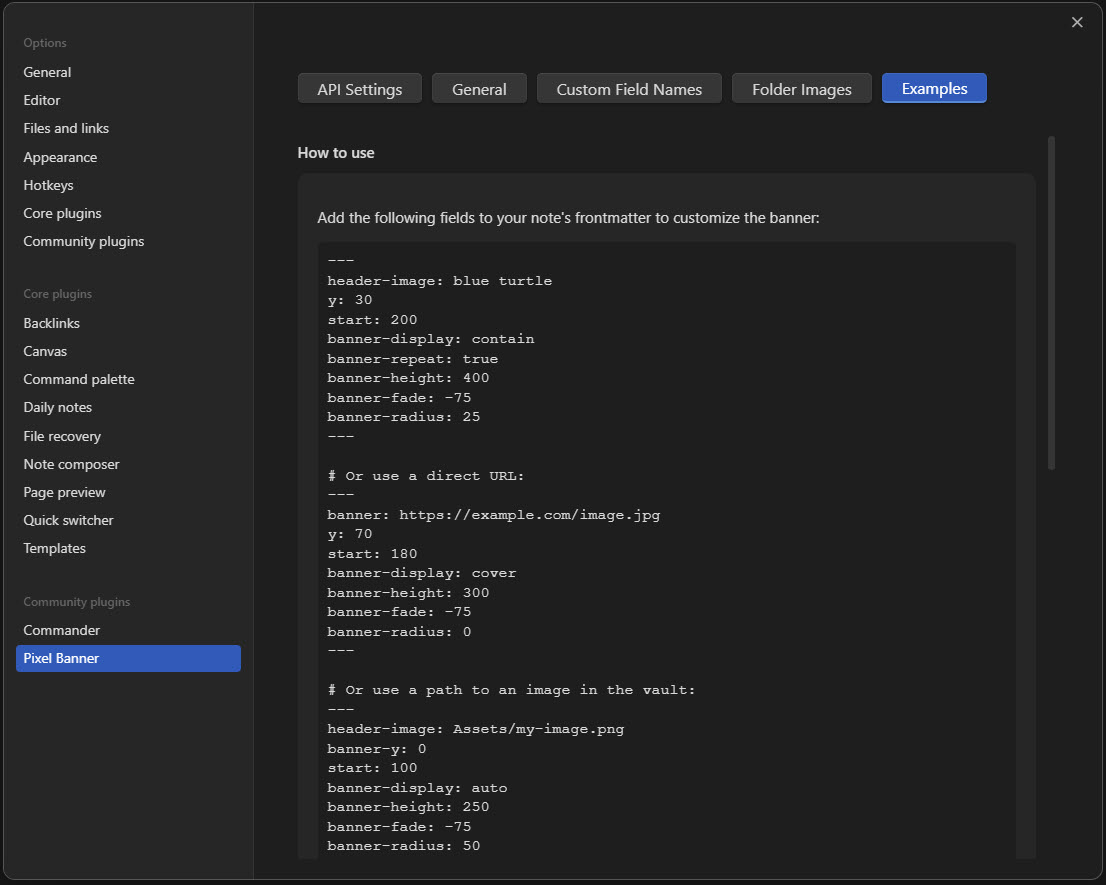 Options
General
Editor
Files and links
Appearance
Hotkeys
Core plugins
Community plugins
Core plugins
Backlinks
Canvas
Command palette
Daily notes
File recovery
Note composer
Page preview
Quick switcher
Templates
Community plugins
Commander
Pixel Banner
API Settings General Custom Field Names Folder Images Examples
How to use
Add the following fields to your note's frontmatter to customize the banner:
---
header-image: blue turtle
y: 30
start: 200
banner-display: contain
banner-repeat: true
banner-height: 400
banner-fade: -75
banner-radius: 25
---
# Or use a direct URL:
---
banner: https://example.com/image.jpg
y: 70
start: 180
banner-display: cover
banner-height: 300
banner-fade: -75
banner-radius: 0
---
# Or use a path to an image in the vault:
---
header-image: Assets/my-image.png
banner-y: 0
start: 100
banner-display: auto
banner-height: 250
banner-fade: -75
banner-radius: 50